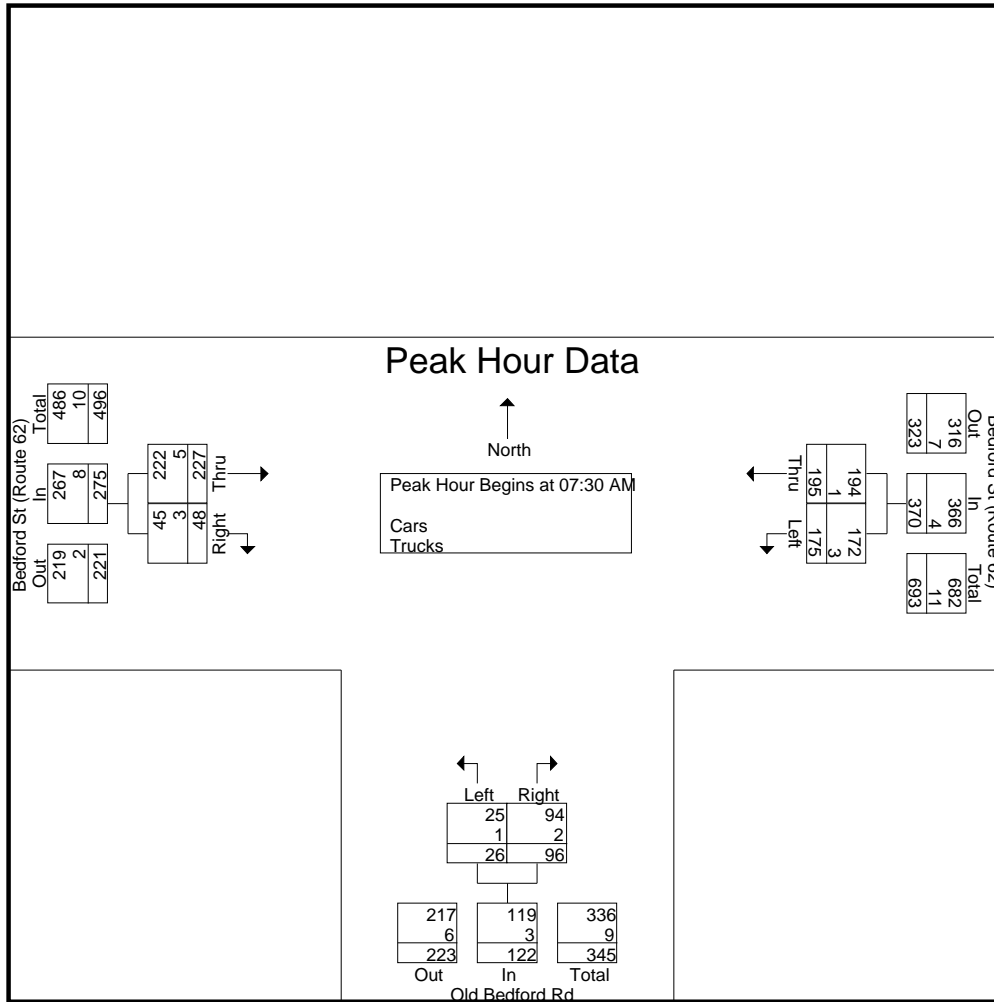 Peak Hour Data
North
Peak Hour Begins at 07:30 AM
Cars
Trucks
Bedford St (Route 62)
Out In Total
219 267 486
2 8 10
221 275 496
45 222
3 5
48 227
Right Thru
Bedford St (Route 62)
Out In Total
316 366 682
7 4 11
323 370 693
194 172
1 3
195 175
Thru Left
Left Right
25 94
1 2
26 96
217 119 336
6 3 9
223 122 345
Out In Total
Old Bedford Rd